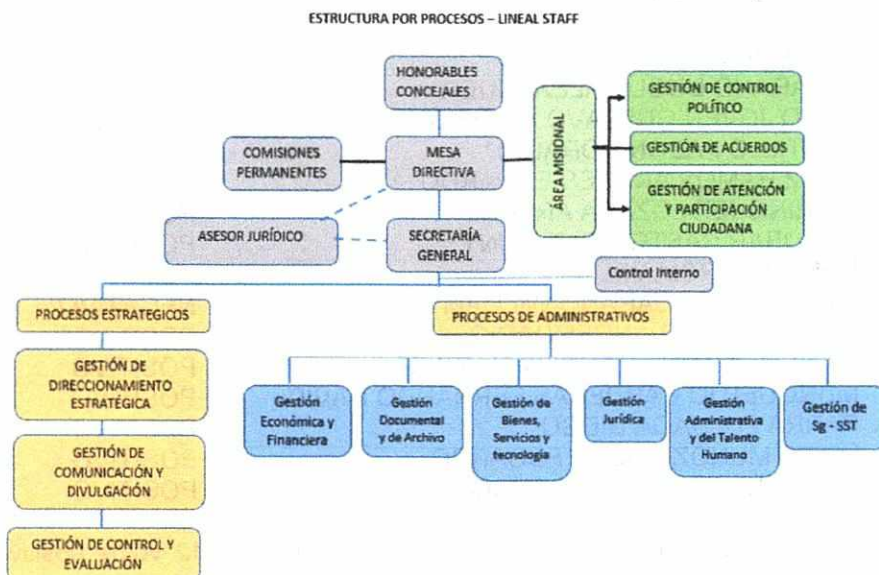 ESTRUCTURA POR PROCESOS – LINEAL STAFF
HONORABLES
CONCEJALES
COMISIONES
PERMANENTES
MESA
DIRECTIVA
ÁREA MISIONAL
GESTIÓN DE CONTROL
POLÍTICO
GESTIÓN DE ACUERDOS
GESTIÓN DE ATENCIÓN
Y PARTICIPACIÓN
CIUDADANA
ASESOR JURÍDICO
SECRETARÍA
GENERAL
Control Interno
PROCESOS ESTRATEGICOS
GESTIÓN DE
DIRECCIONAMIENTO
ESTRATÉGICA
GESTIÓN DE
COMUNICACIÓN Y
DIVULGACIÓN
GESTIÓN DE CONTROL Y
EVALUACIÓN
PROCESOS DE ADMINISTRATIVOS
Gestión
Económica y
Financiera
Gestión
Documental
y de Archivo
Gestión de
Bienes,
Servicios y
tecnología
Gestión
Jurídica
Gestión
Administrativa
y del Talento
Humano
Gestión de
Sg - SST